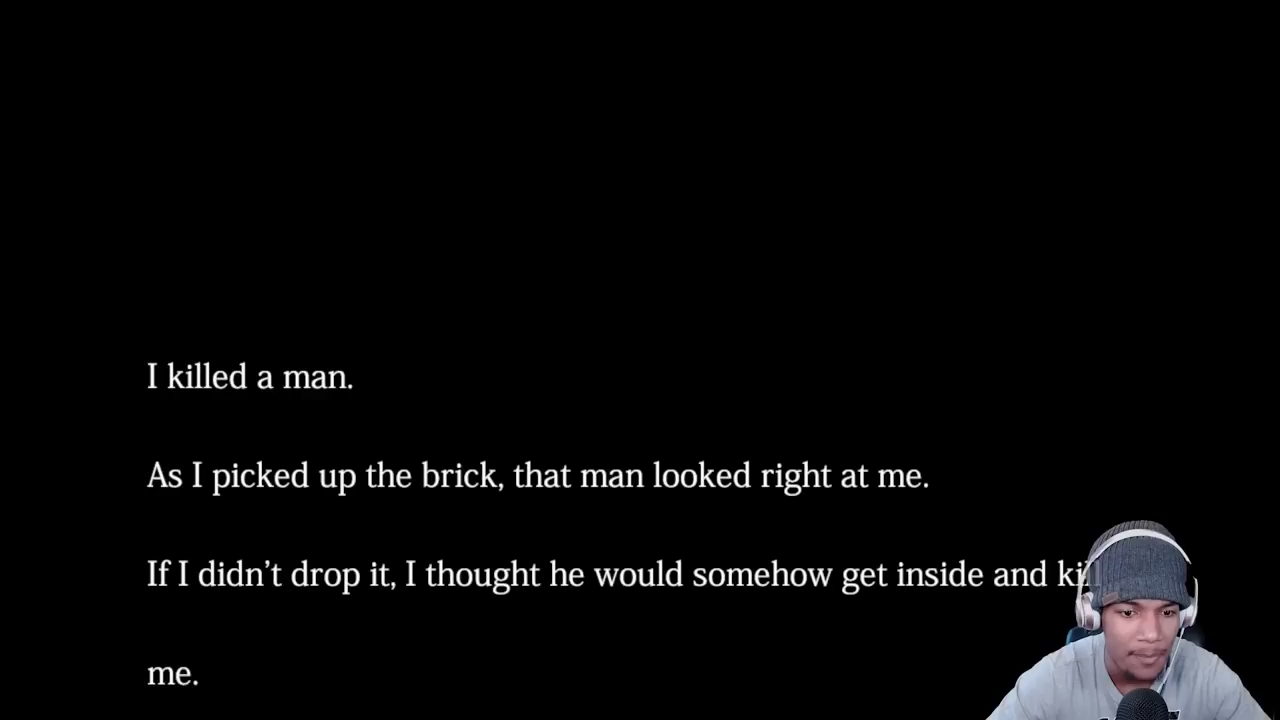 I killed a man.
As I picked up the brick, that man looked right at me.
If I didn’t drop it, I thought he would somehow get inside and kill
me.